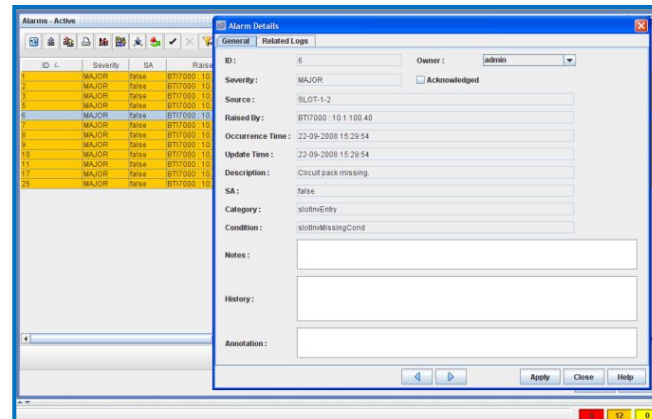 Alarms - Active
ID Severity SA Raise
1 MAJOR false BTI7000 : 10.
2 MAJOR false BTI7000 : 10.
3 MAJOR false BTI7000 : 10.
5 MAJOR false BTI7000 : 10.
6 MAJOR false BTI7000 : 10.
7 MAJOR false BTI7000 : 10.
8 MAJOR false BTI7000 : 10.
9 MAJOR false BTI7000 : 10.
10 MAJOR false BTI7000 : 10.
11 MAJOR false BTI7000 : 10.
17 MAJOR false BTI7000 : 10.
25 MAJOR false BTI7000 : 10.
Alarm Details
General Related Logs
ID : 6 Owner : admin
Severity : MAJOR Acknowledged
Source : SLOT-1-2
Raised By : BTI7000 : 10.1.100.40
Occurrence Time : 22-09-2008 15:29:54
Update Time : 22-09-2008 15:29:54
Description : Circuit pack missing.
SA : false
Category : slotInvEntry
Condition : slotInvMissingCond
Notes :
History :
Annotation :
Apply Close Help
12 0